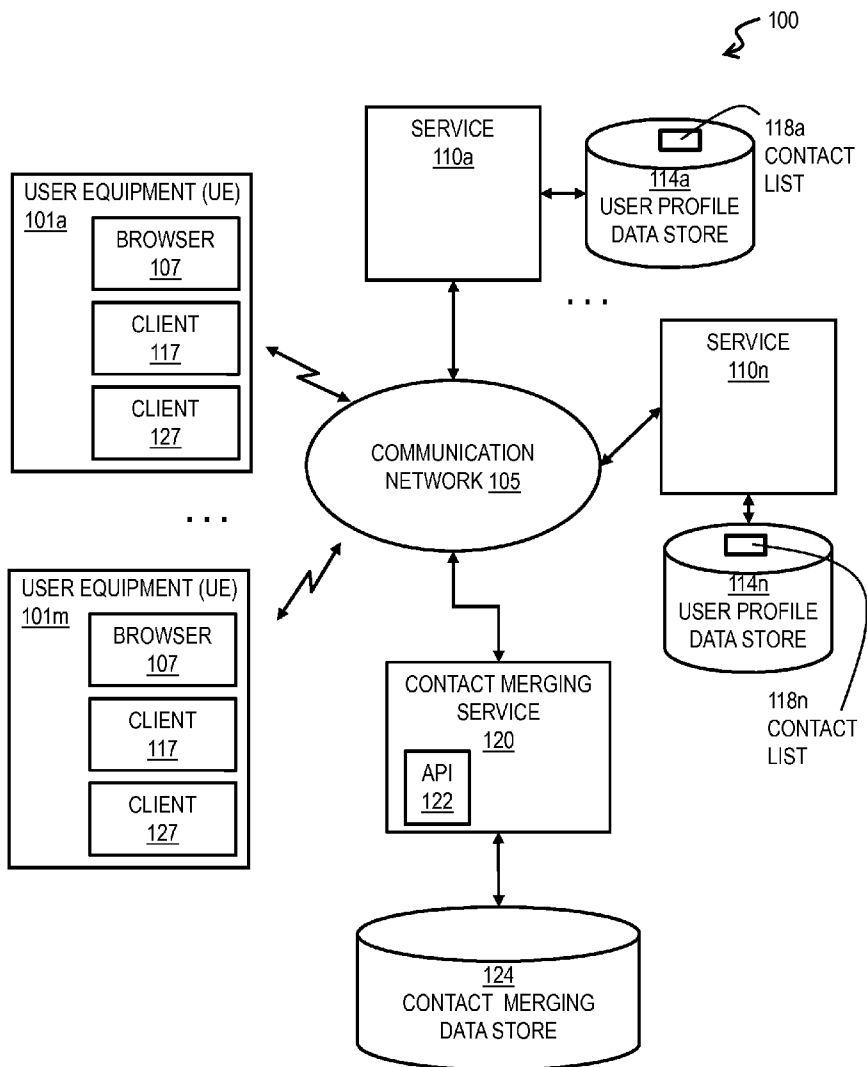 100
SERVICE
110a
118a
CONTACT
LIST
114a
USER PROFILE
DATA STORE
USER EQUIPMENT (UE)
101a
BROWSER
107
CLIENT
117
CLIENT
127
. . .
SERVICE
110n
COMMUNICATION
NETWORK 105
. . .
114n
USER PROFILE
DATA STORE
118n
CONTACT
LIST
USER EQUIPMENT (UE)
101m
BROWSER
107
CLIENT
117
CLIENT
127
CONTACT MERGING
SERVICE
120
API
122
124
CONTACT MERGING
DATA STORE